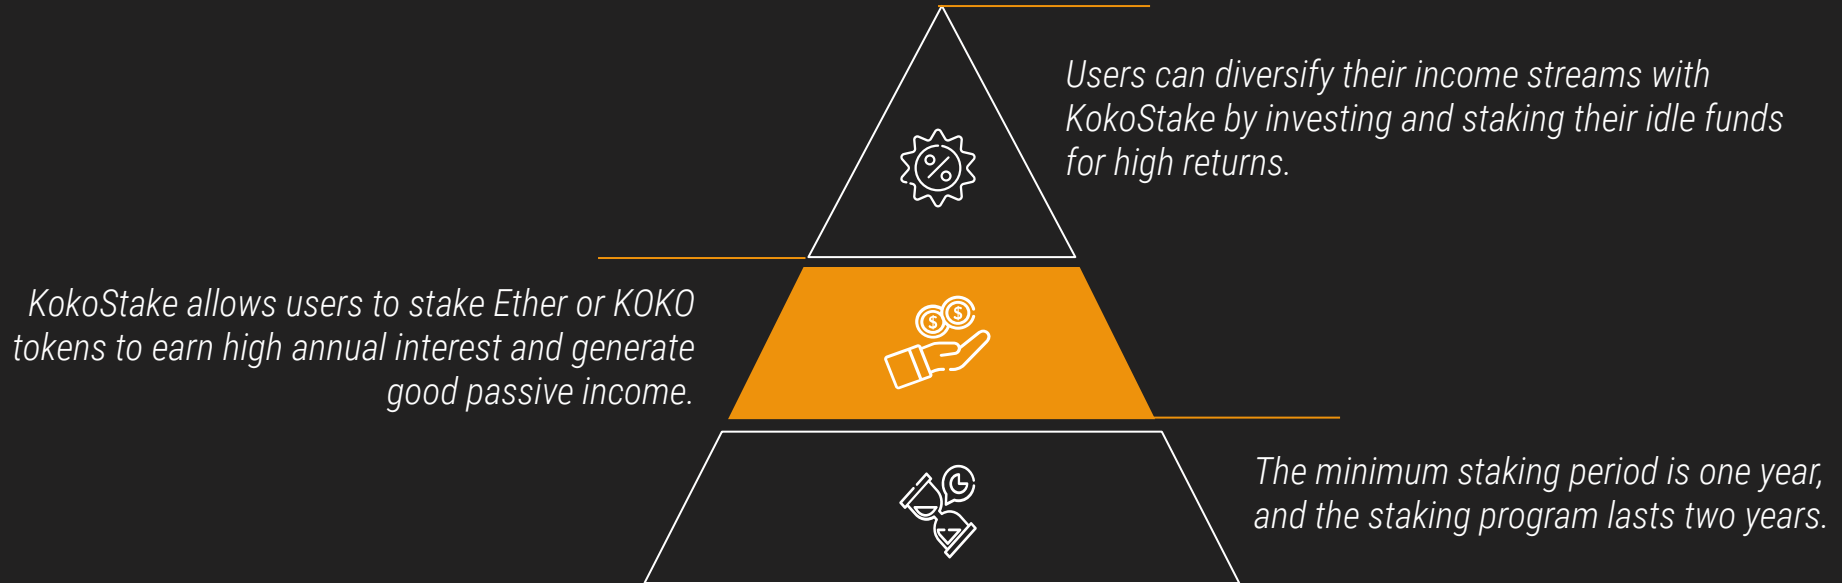 Users can diversify their income streams with
KokoStake by investing and staking their idle funds
for high returns.
KokoStake allows users to stake Ether or KOKO
tokens to earn high annual interest and generate
good passive income.
The minimum staking period is one year,
and the staking program lasts two years.